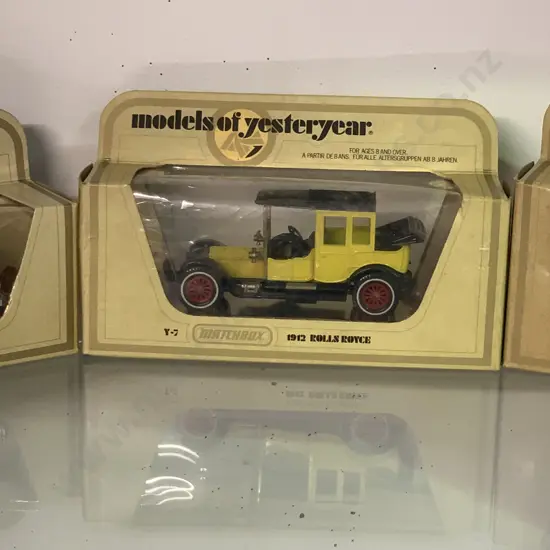 models of yesteryear®
FOR AGES 8 AND OVER.
A PARTIR DE 8 ANS. FÜR ALLE ALTERSGRUPPEN AB 8 JAHREN.
Y-7 MATCHBOX 1912 ROLLS ROYCE